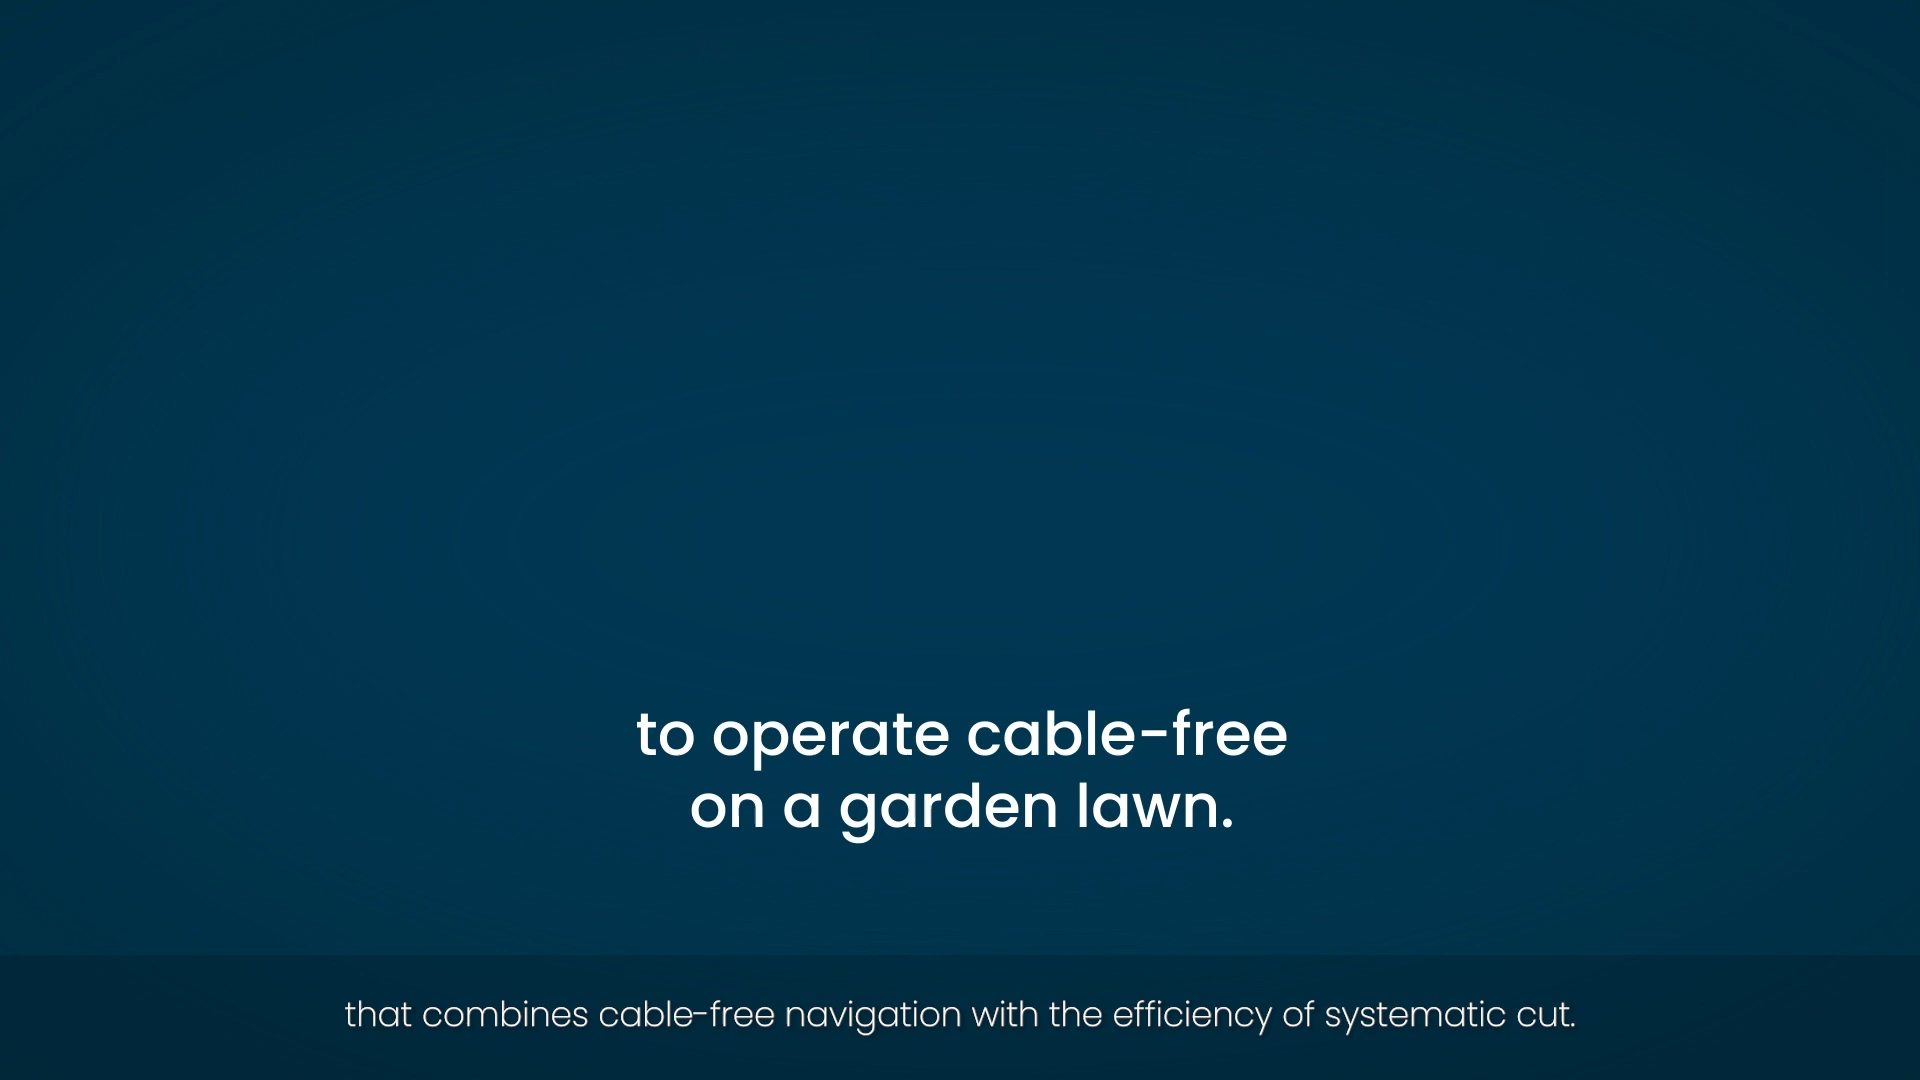 to operate cable-free
on a garden lawn.
that combines cable-free navigation with the efficiency of systematic cut.